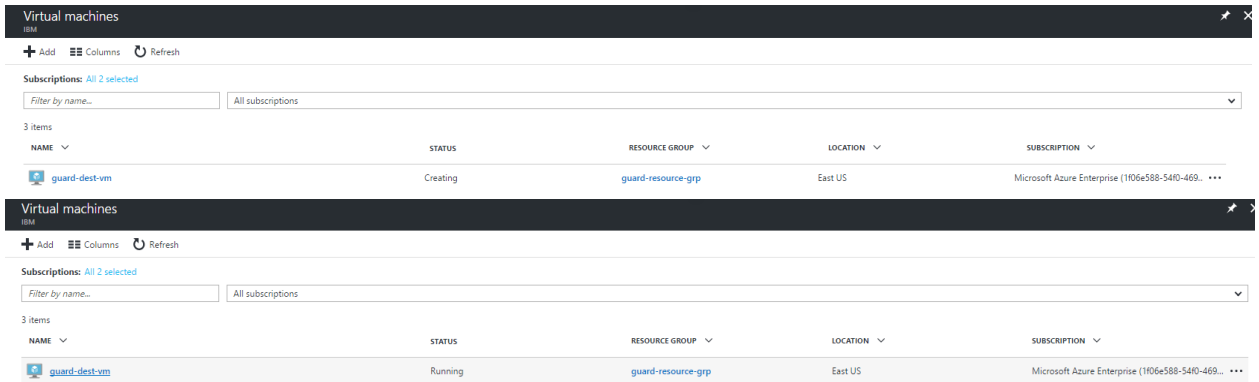 Virtual machines
IBM
Add Columns Refresh
Subscriptions: All 2 selected
Filter by name... All subscriptions
3 items
NAME STATUS RESOURCE GROUP LOCATION SUBSCRIPTION
guard-dest-vm Creating guard-resource-grp East US Microsoft Azure Enterprise (1f06e588-54f0-469.. •••
Virtual machines
IBM
Add Columns Refresh
Subscriptions: All 2 selected
Filter by name... All subscriptions
3 items
NAME STATUS RESOURCE GROUP LOCATION SUBSCRIPTION
guard-dest-vm Running guard-resource-grp East US Microsoft Azure Enterprise (1f06e588-54f0-469... •••